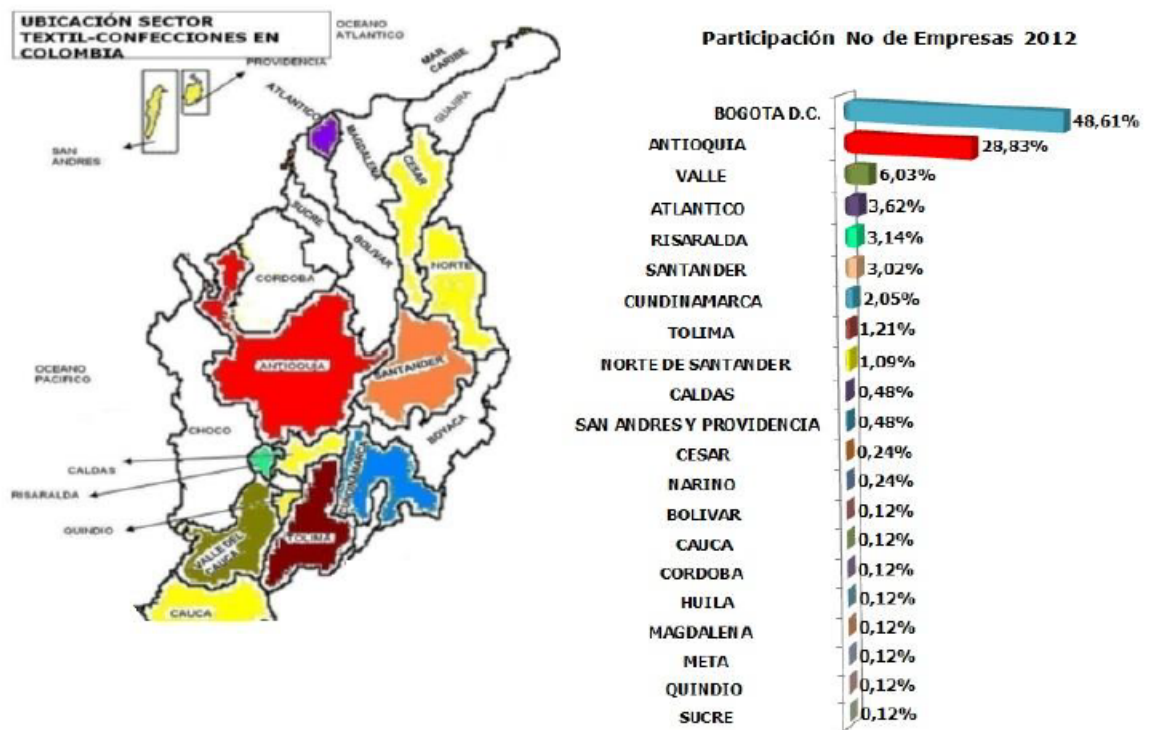 UBICACIÓN SECTOR
TEXTIL-CONFECCIONES EN
COLOMBIA
OCEANO
ATLANTICO
PROVIDENCIA
MAR
CARIBE
ATLANTICO
GUAJIRA
MAGDALENA
SAN
ANDRES
CESAR
SUCRE
BOLIVAR
NORTE
CORDOBA
OCEANO
PACIFICO
ANTIOQUIA
SANTANDER
CHOCO
BOYACA
CALDAS
CUNDINAMARCA
RISARALDA
QUINDIO
VALLE DEL
CAUCA
TOLIMA
CAUCA
Participación No de Empresas 2012
BOGOTA D.C. 48,61%
ANTIOQUIA 28,83%
VALLE 6,03%
ATLANTICO 3,62%
RISARALDA 3,14%
SANTANDER 3,02%
CUNDINAMARCA 2,05%
TOLIMA 1,21%
NORTE DE SANTANDER 1,09%
CALDAS 0,48%
SAN ANDRES Y PROVIDENCIA 0,48%
CESAR 0,24%
NARINO 0,24%
BOLIVAR 0,12%
CAUCA 0,12%
CORDOBA 0,12%
HUILA 0,12%
MAGDALENA 0,12%
META 0,12%
QUINDIO 0,12%
SUCRE 0,12%